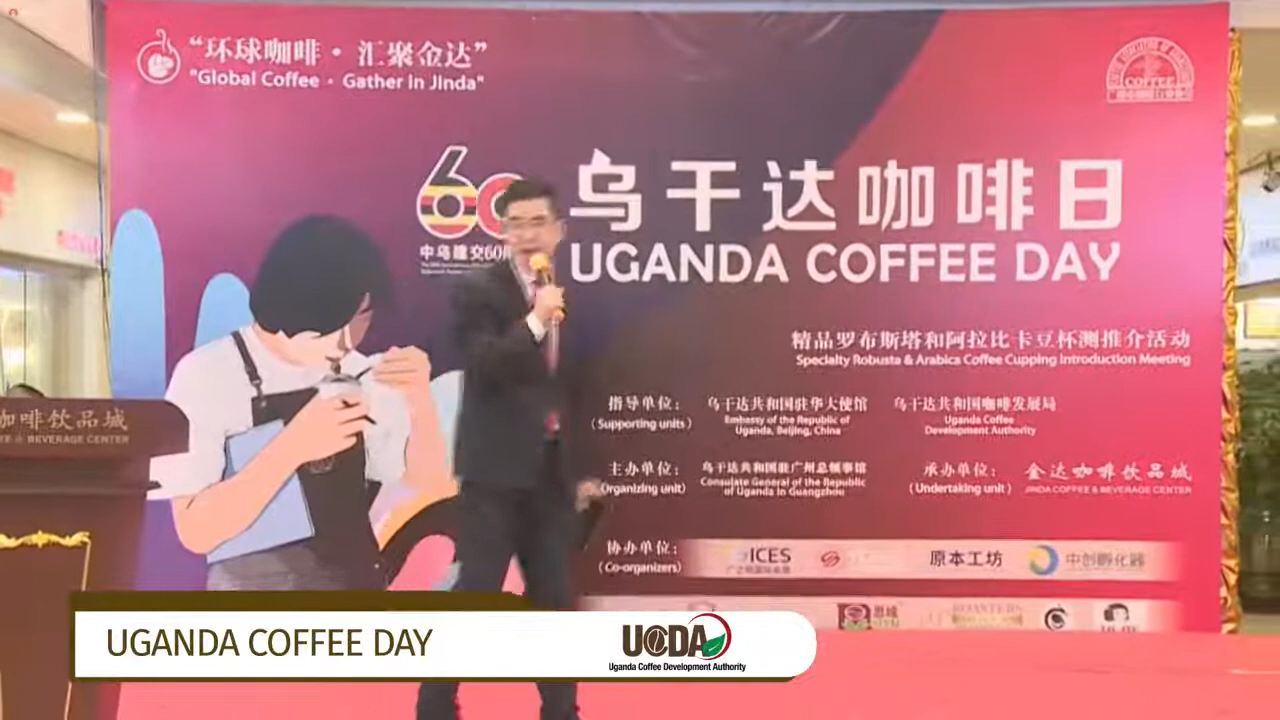 “环球咖啡·汇聚金达”
"Global Coffee · Gather in Jinda"
COFFEE
60
中乌建交60
乌干达咖啡日
UGANDA COFFEE DAY
精品罗布斯塔和阿拉比卡豆杯测推介活动
Specialty Robusta & Arabica Coffee Cupping Introduction Meeting
指导单位：
(Supporting units)
乌干达共和国驻华大使馆
Embassy of the Republic of
Uganda, Beijing, China
乌干达共和国咖啡发展局
Uganda Coffee
Development Authority
主办单位：
(Organizing unit)
乌干达共和国驻广州总领事馆
Consulate General of the Republic
of Uganda in Guangzhou
承办单位：
(Undertaking unit)
金达咖啡饮品城
JINDA COFFEE & BEVERAGE CENTER
协办单位：
(Co-organizers)
ICES
原本工坊
中创孵化器
咖啡饮品城
& BEVERAGE CENTER
UGANDA COFFEE DAY
UCDA
Uganda Coffee Development Authority